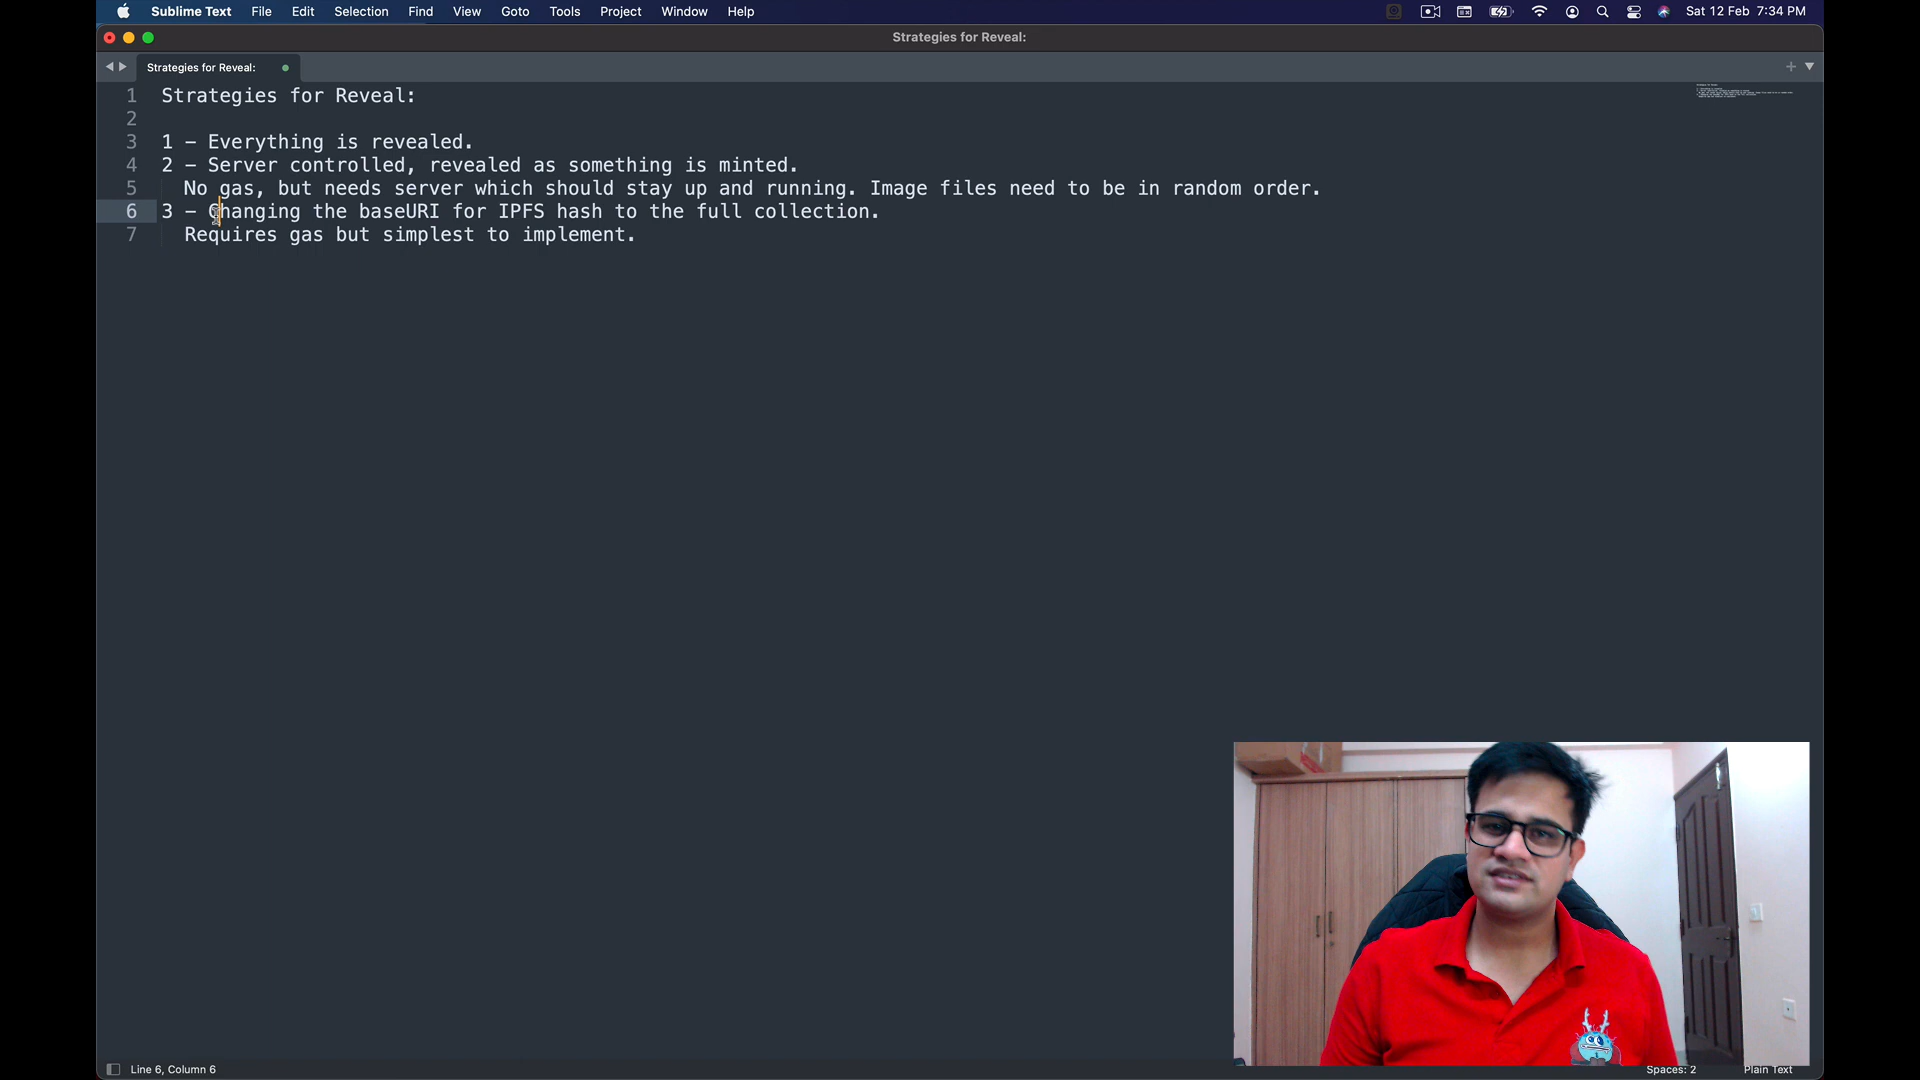 Sublime Text File Edit Selection Find View Goto Tools Project Window Help Sat 12 Feb 7:34 PM
Strategies for Reveal:
Strategies for Reveal:
1 Strategies for Reveal:
2
3 1 – Everything is revealed.
4 2 – Server controlled, revealed as something is minted.
5 No gas, but needs server which should stay up and running. Image files need to be in random order.
6 3 – Changing the baseURI for IPFS hash to the full collection.
7 Requires gas but simplest to implement.
Line 6, Column 6 Spaces: 2 Plain Text